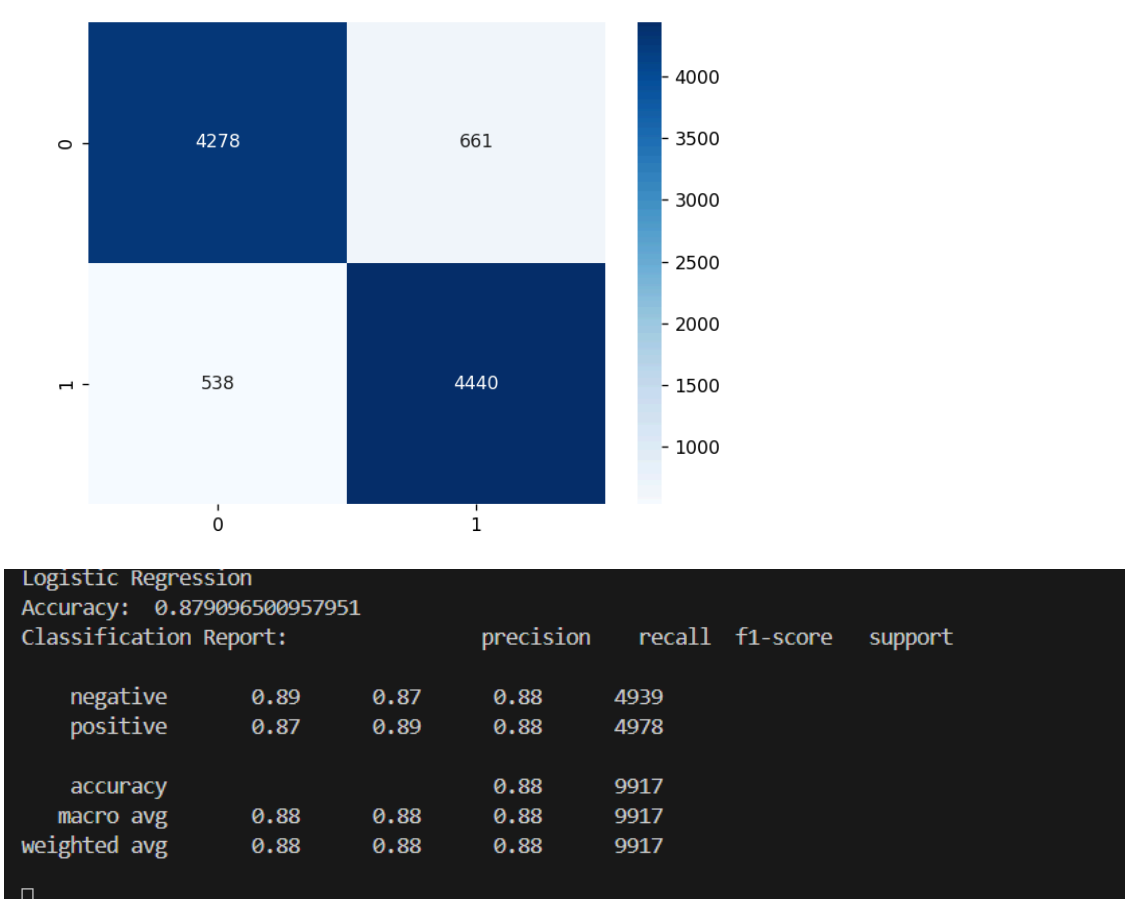 4000
0 4278 661
3500
3000
2500
2000
1 538 4440
1500
1000
0 1
Logistic Regression
Accuracy:  0.879096500957951
Classification Report:                precision    recall  f1-score   support
negative       0.89      0.87      0.88      4939
positive       0.87      0.89      0.88      4978
accuracy                           0.88      9917
macro avg       0.88      0.88      0.88      9917
weighted avg       0.88      0.88      0.88      9917